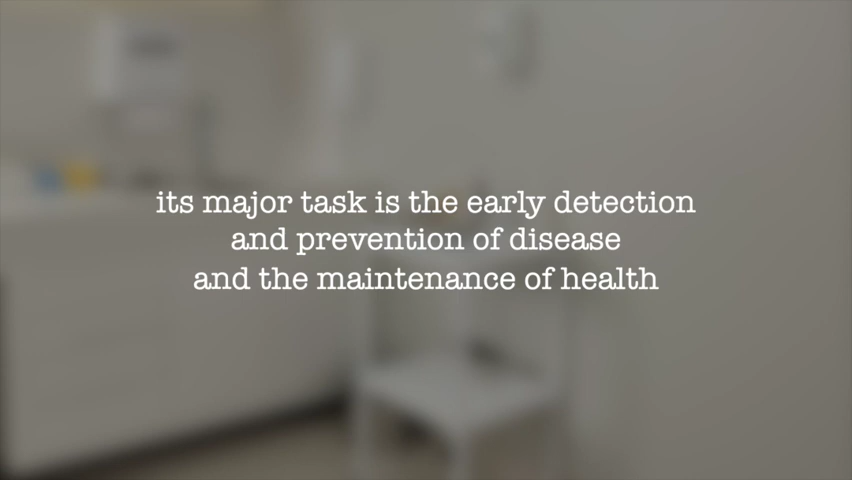 its major task is the early detection
and prevention of disease
and the maintenance of health